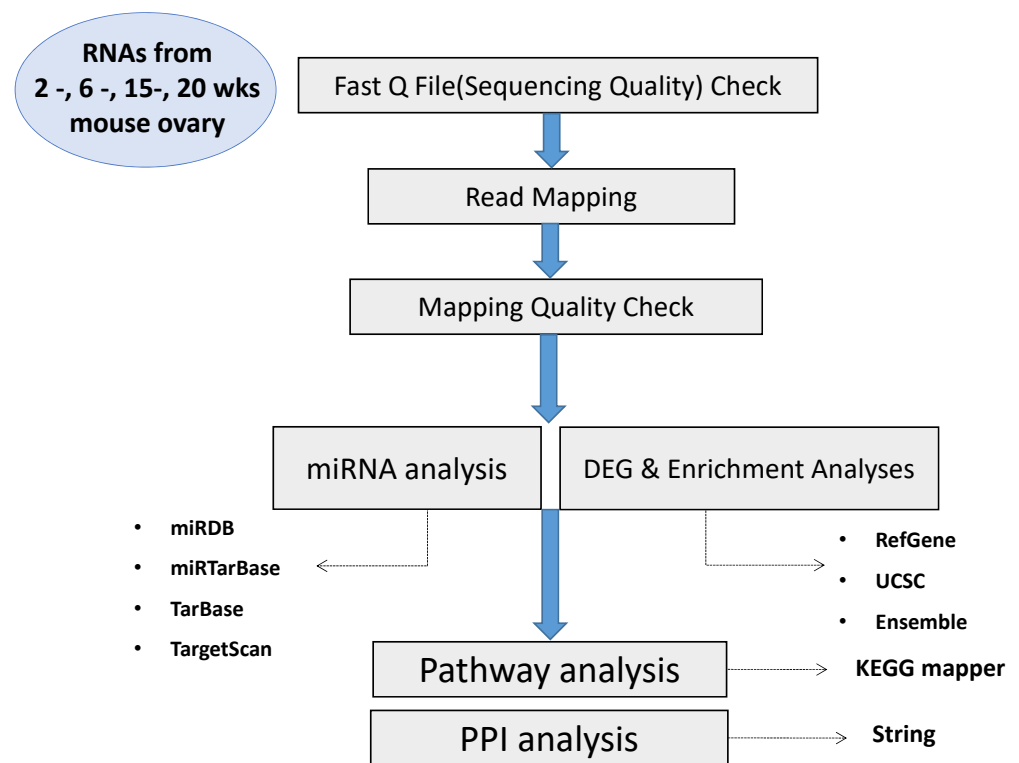 RNAs from
2 -, 6 -, 15-, 20 wks
mouse ovary
Fast Q File(Sequencing Quality) Check
Read Mapping
Mapping Quality Check
miRNA analysis
DEG & Enrichment Analyses
• miRDB
• miRTarBase
• TarBase
• TargetScan
• RefGene
• UCSC
• Ensemble
Pathway analysis
KEGG mapper
PPI analysis
String